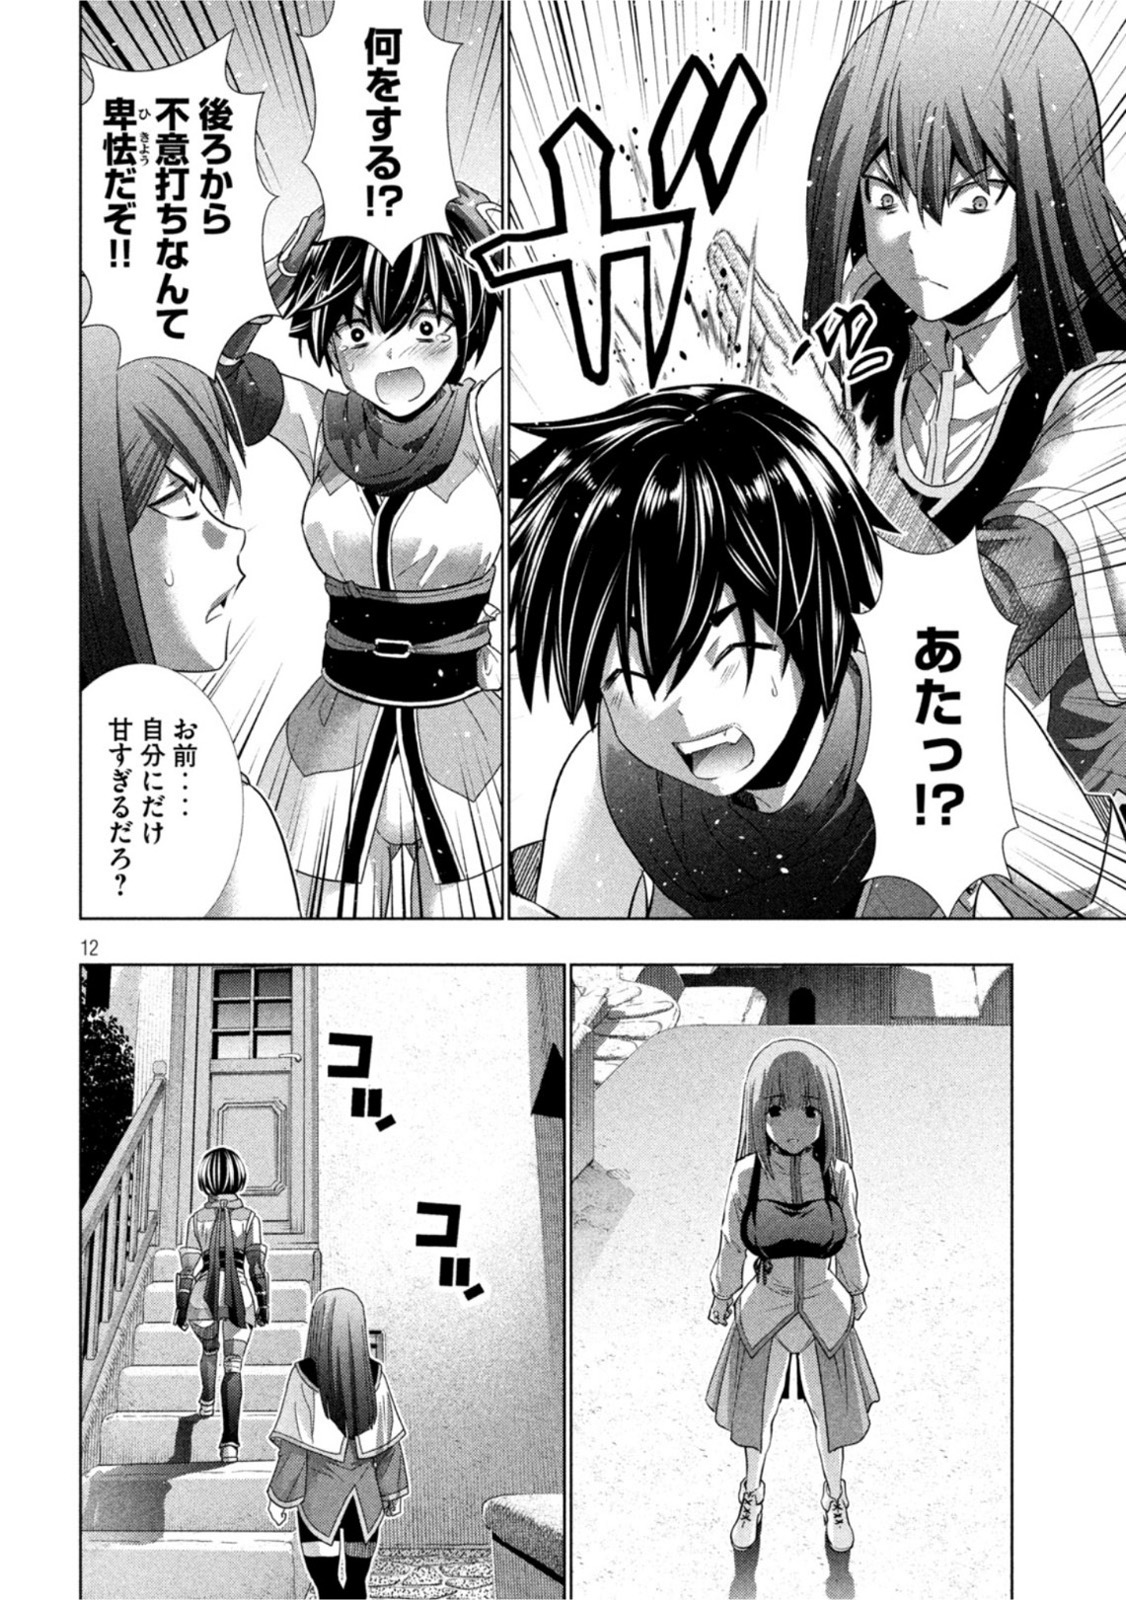 ガッ
ゆ
あたっ!?
何をする!?
後ろから
不意打ちなんて
卑怯だぞ!!
ひきょう
お前‥‥
自分にだけ
甘すぎるだろ?
12
コッ
コッ